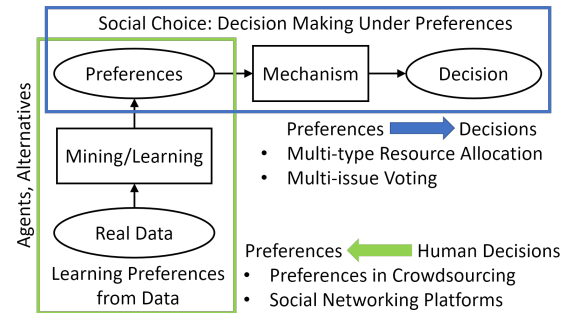 Social Choice: Decision Making Under Preferences
Preferences
Mechanism
Decision
Agents, Alternatives
Mining/Learning
Real Data
Learning Preferences
from Data
Preferences Decisions
• Multi-type Resource Allocation
• Multi-issue Voting
Preferences Human Decisions
• Preferences in Crowdsourcing
• Social Networking Platforms